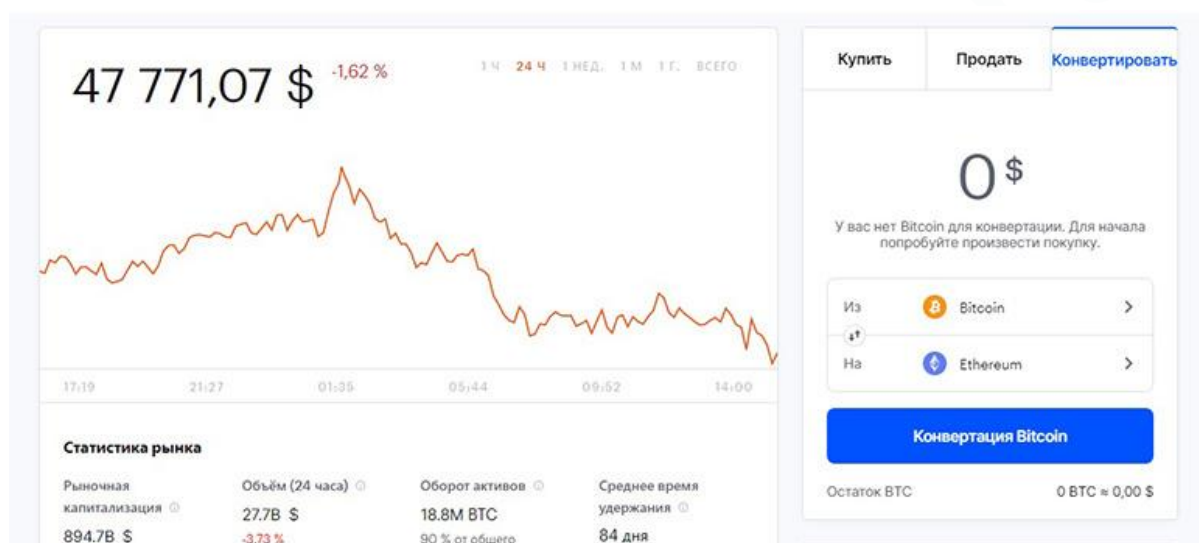 47 771,07 $ -1,62 %
1 Ч 24 Ч 1 НЕД. 1 М 1 Г. ВСЕГО
17:19 21:27 01:35 05:44 09:52 14:00
Статистика рынка
Рыночная капитализация
894.7B $
Объём (24 часа)
27.7B $
-3.73 %
Оборот активов
18.8M BTC
90 % от общего
Среднее время удержания
84 дня
Купить Продать Конвертировать
0 $
У вас нет Bitcoin для конвертации. Для начала
попробуйте произвести покупку.
Из Bitcoin
На Ethereum
Конвертация Bitcoin
Остаток BTC 0 BTC ≈ 0,00 $